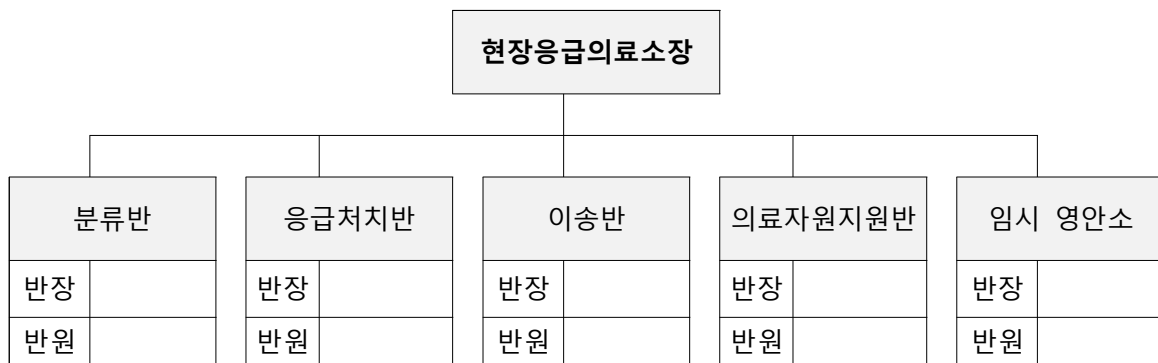 현장응급의료소장
분류반 응급처치반 이송반 의료자원지원반 임시 영안소
반장 반장 반장 반장 반장
반원 반원 반원 반원 반원